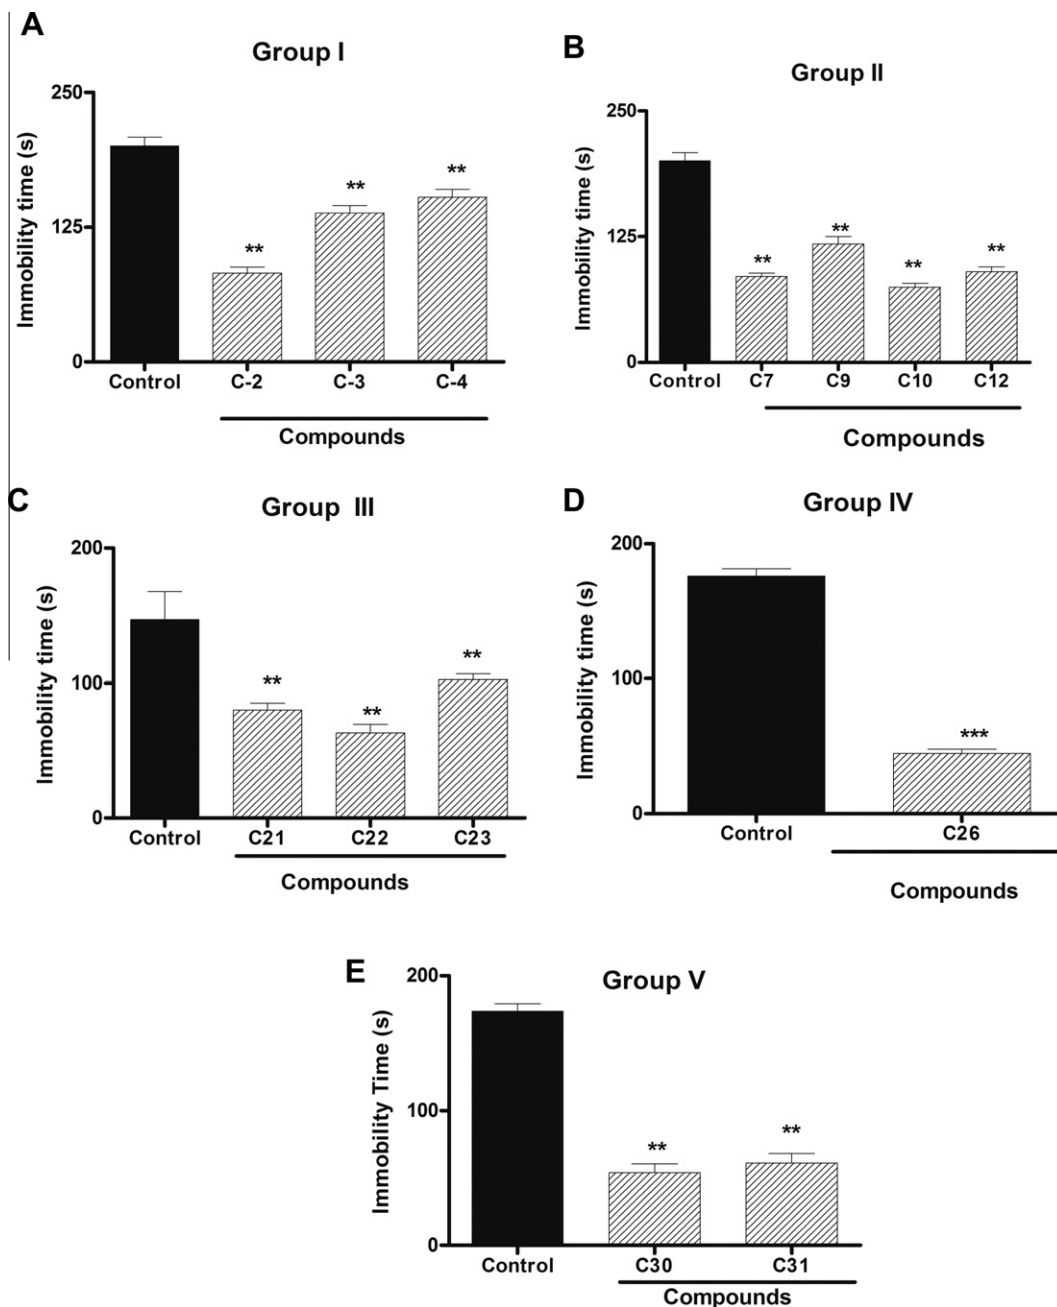 A
Group I
Immobility time (s)
250
125
0
**
**
**
Control C-2 C-3 C-4
Compounds
B
Group II
Immobility time (s)
250
125
0
**
**
**
**
Control C7 C9 C10 C12
Compounds
C
Group III
Immobility time (s)
200
100
0
**
**
**
Control C21 C22 C23
Compounds
D
Group IV
Immobility time (s)
200
100
0
***
Control C26
Compounds
E
Group V
Immobility Time (s)
200
100
0
**
**
Control C30 C31
Compounds